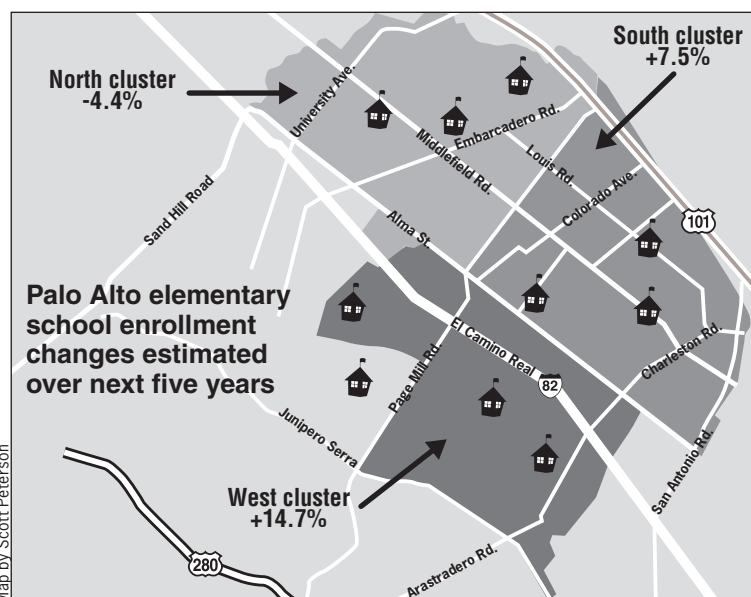 South cluster
+7.5%
North cluster
-4.4%
University Ave.
Embarcadero Rd.
Middlefield Rd.
Louis Rd.
Colorado Ave.
Sand Hill Road
Alma St.
101
Palo Alto elementary
school enrollment
changes estimated
over next five years
El Camino Real
82
Page Mill Rd.
Charleston Rd.
Junipero Serra
San Antonio Rd.
West cluster
+14.7%
Arastradero Rd.
280
Map by Scott Peterson